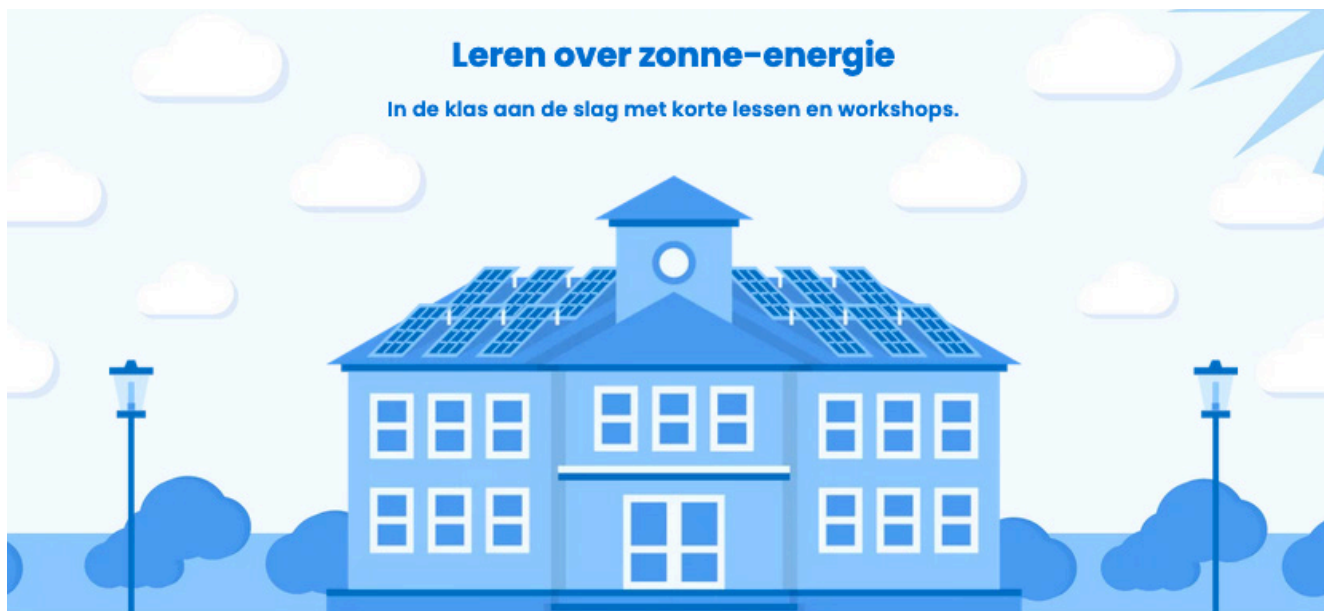 Leren over zonne-energie
In de klas aan de slag met korte lessen en workshops.